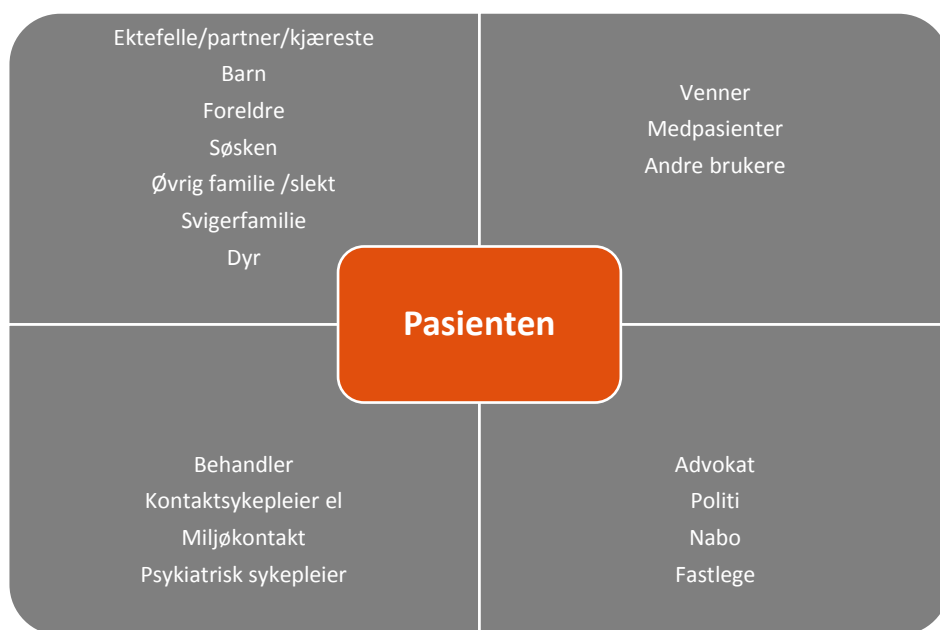 Ektefelle/partner/kjæreste
Barn
Foreldre
Søsken
Øvrig familie /slekt
Svigerfamilie
Dyr
Venner
Medpasienter
Andre brukere
Pasienten
Behandler
Kontaktsykepleier el
Miljøkontakt
Psykiatrisk sykepleier
Advokat
Politi
Nabo
Fastlege